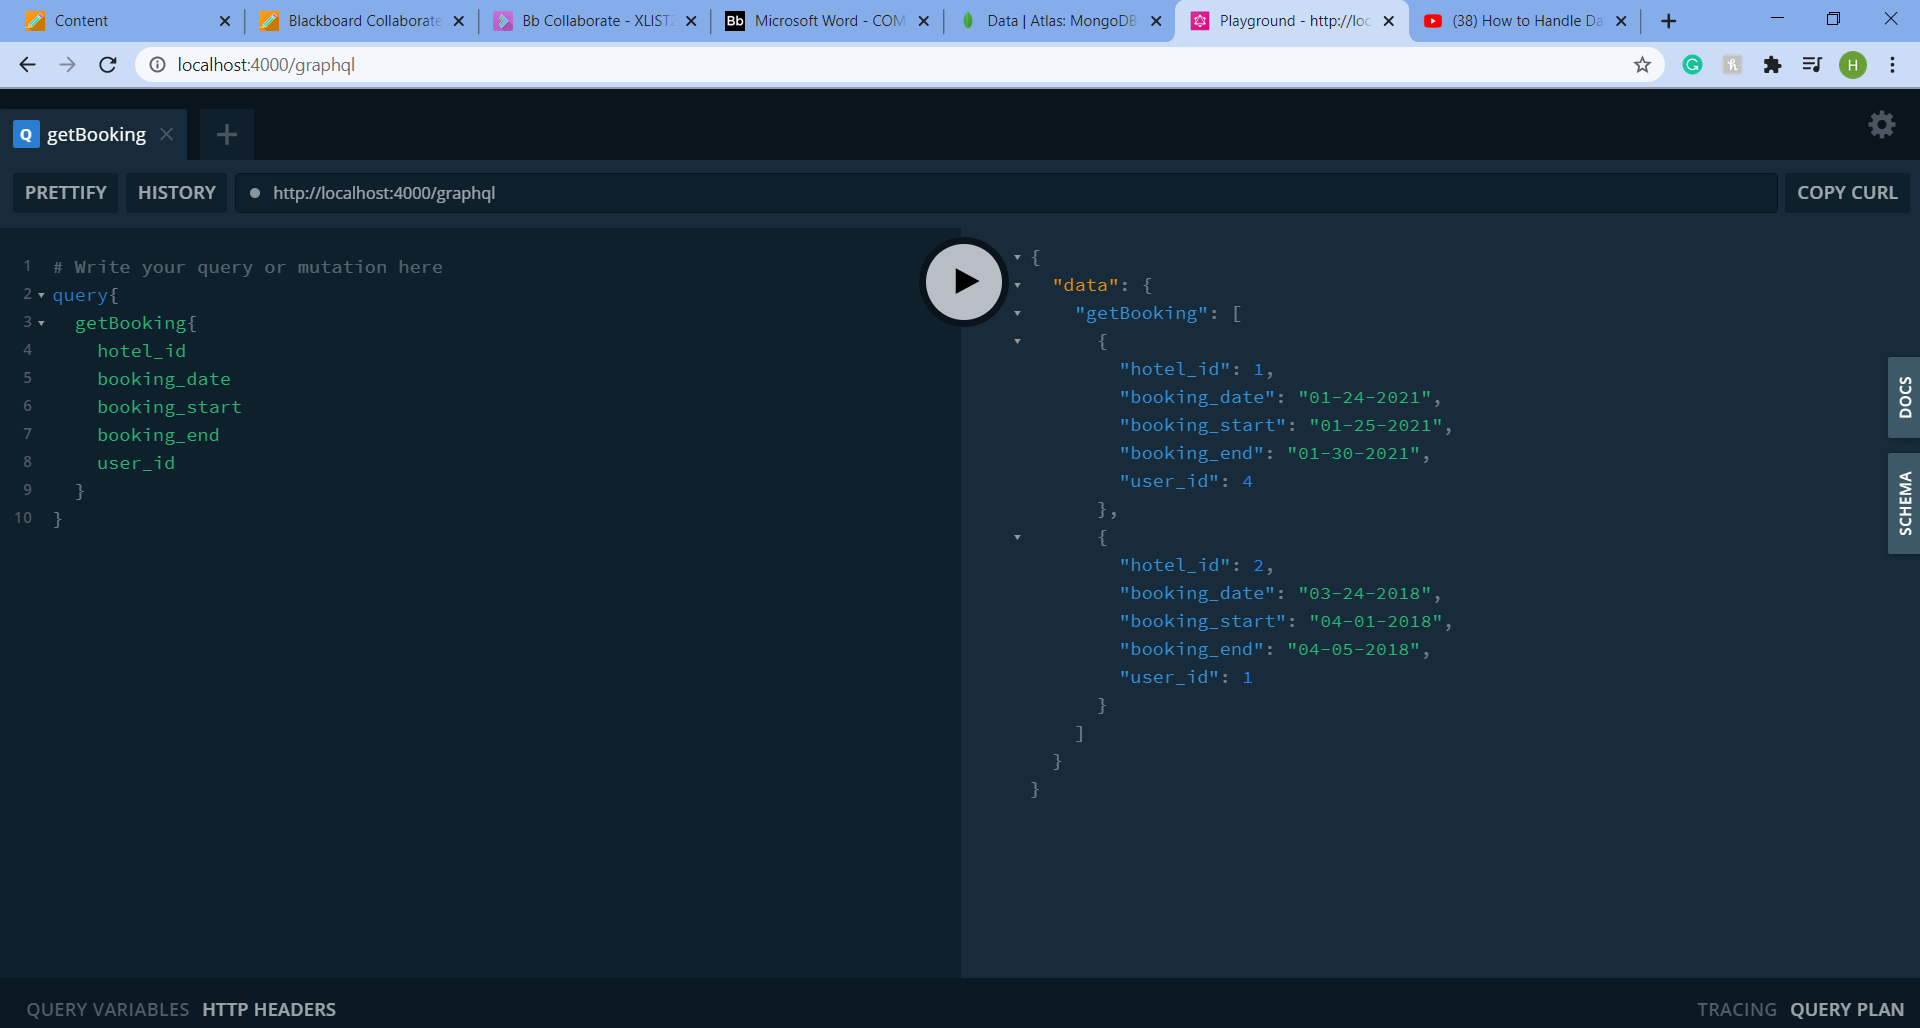 Content
Blackboard Collaborate
Bb Collaborate - XLIST
Bb Microsoft Word - COM
Data | Atlas: MongoDB
Playground - http://loc
(38) How to Handle Da
localhost:4000/graphql
H
Q getBooking
PRETTIFY HISTORY http://localhost:4000/graphql COPY CURL
1 # Write your query or mutation here
2 query{
3 getBooking{
4 hotel_id
5 booking_date
6 booking_start
7 booking_end
8 user_id
9 }
10 }
{
"data": {
"getBooking": [
{
"hotel_id": 1,
"booking_date": "01-24-2021",
"booking_start": "01-25-2021",
"booking_end": "01-30-2021",
"user_id": 4
},
{
"hotel_id": 2,
"booking_date": "03-24-2018",
"booking_start": "04-01-2018",
"booking_end": "04-05-2018",
"user_id": 1
}
]
}
}
DOCS
SCHEMA
QUERY VARIABLES HTTP HEADERS
TRACING QUERY PLAN